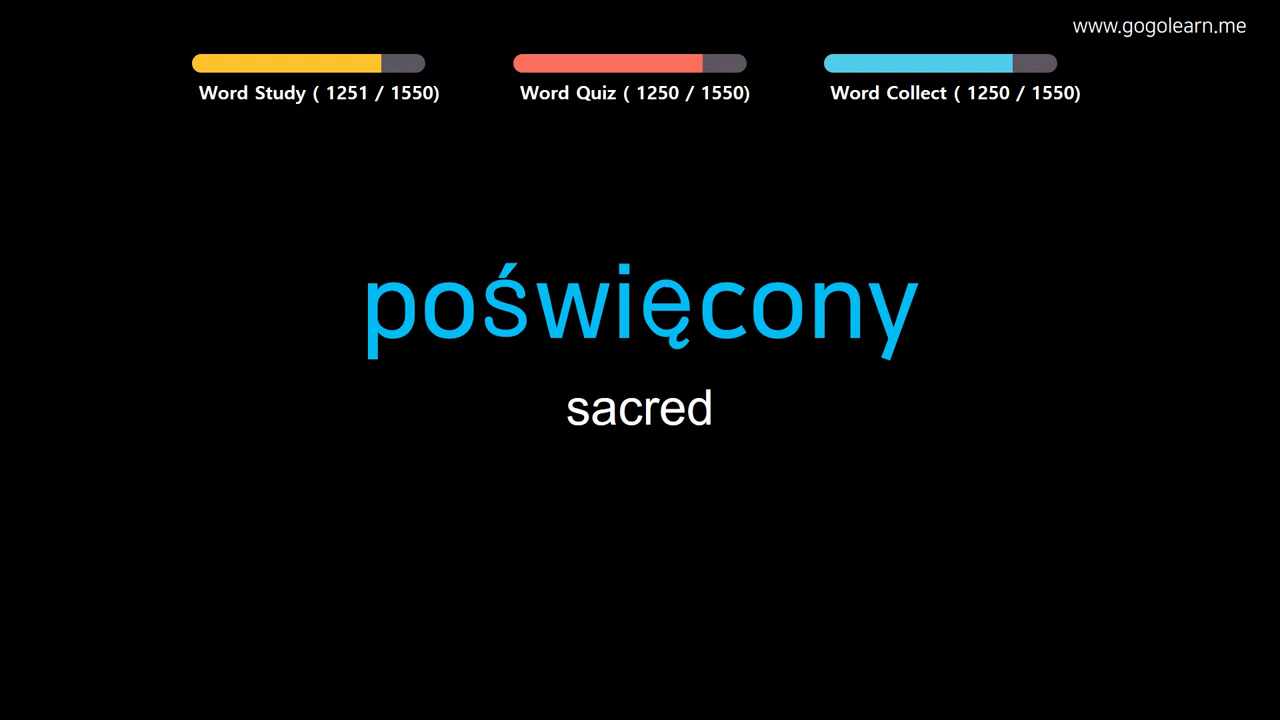 www.gogolearn.me
Word Study ( 1251 / 1550)
Word Quiz ( 1250 / 1550)
Word Collect ( 1250 / 1550)
poświęcony
sacred